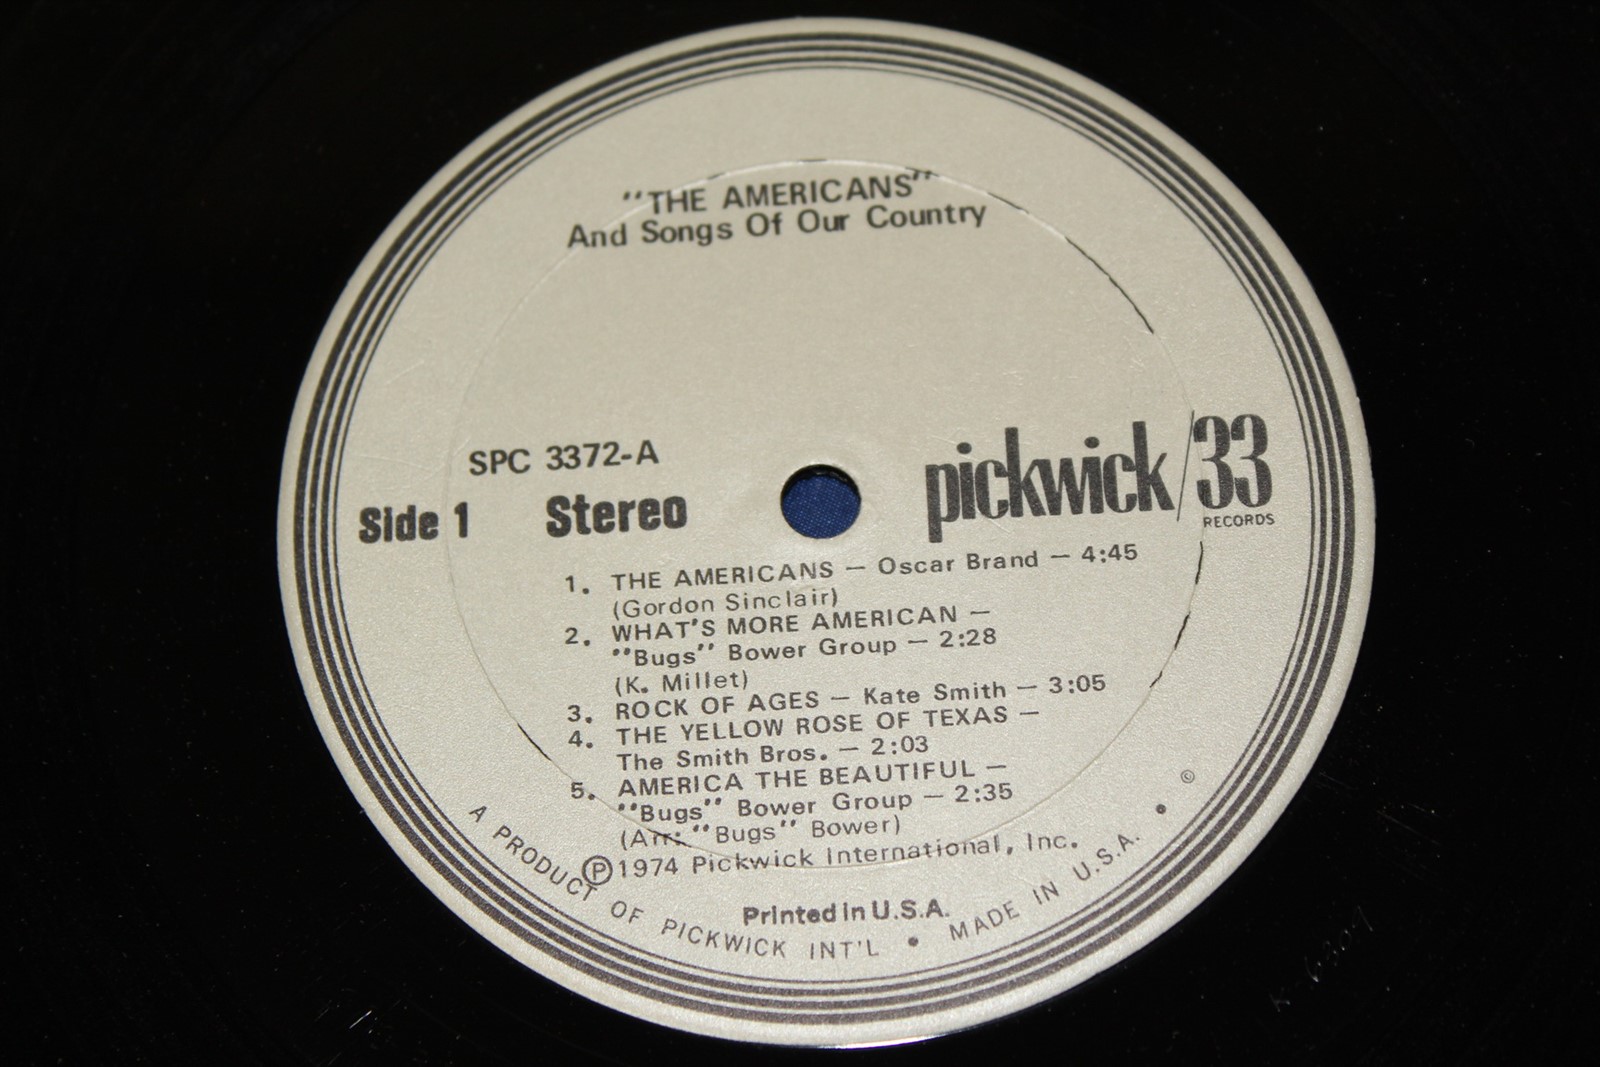 "THE AMERICANS"
And Songs Of Our Country
SPC 3372-A
Side 1 Stereo
pickwick/33
RECORDS
1. THE AMERICANS — Oscar Brand — 4:45
(Gordon Sinclair)
2. WHAT'S MORE AMERICAN —
"Bugs" Bower Group — 2:28
(K. Millet)
3. ROCK OF AGES — Kate Smith — 3:05
4. THE YELLOW ROSE OF TEXAS —
The Smith Bros. — 2:03
5. AMERICA THE BEAUTIFUL —
"Bugs" Bower Group — 2:35
(Arr: "Bugs" Bower)
Ⓟ 1974 Pickwick International, Inc.
Printed in U.S.A.
A PRODUCT OF PICKWICK INT'L • MADE IN U.S.A. • ©